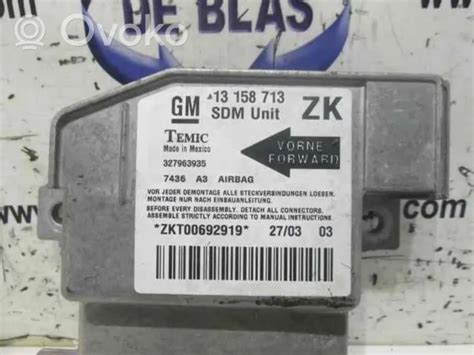 DE BLAS
Ovoko
GM 13 158 713 ZK
SDM Unit
TEMIC
Made in Mexico
VORNE
FORWARD
327963935
7436 A3 AIRBAG
VOR JEDER DEMONTAGE ALLE STECKVERBINDUNGEN LOESEN.
MONTAGE NUR NACH EINBAUANLEITUNG.
BEFORE EVERY DISASSEMBLY. DETACH ALL CONNECTORS.
ASSEMBLE STRICTLY ACCORDING TO MANUAL INSTRUCTIONS.
*ZKT00692919* 27/03 03